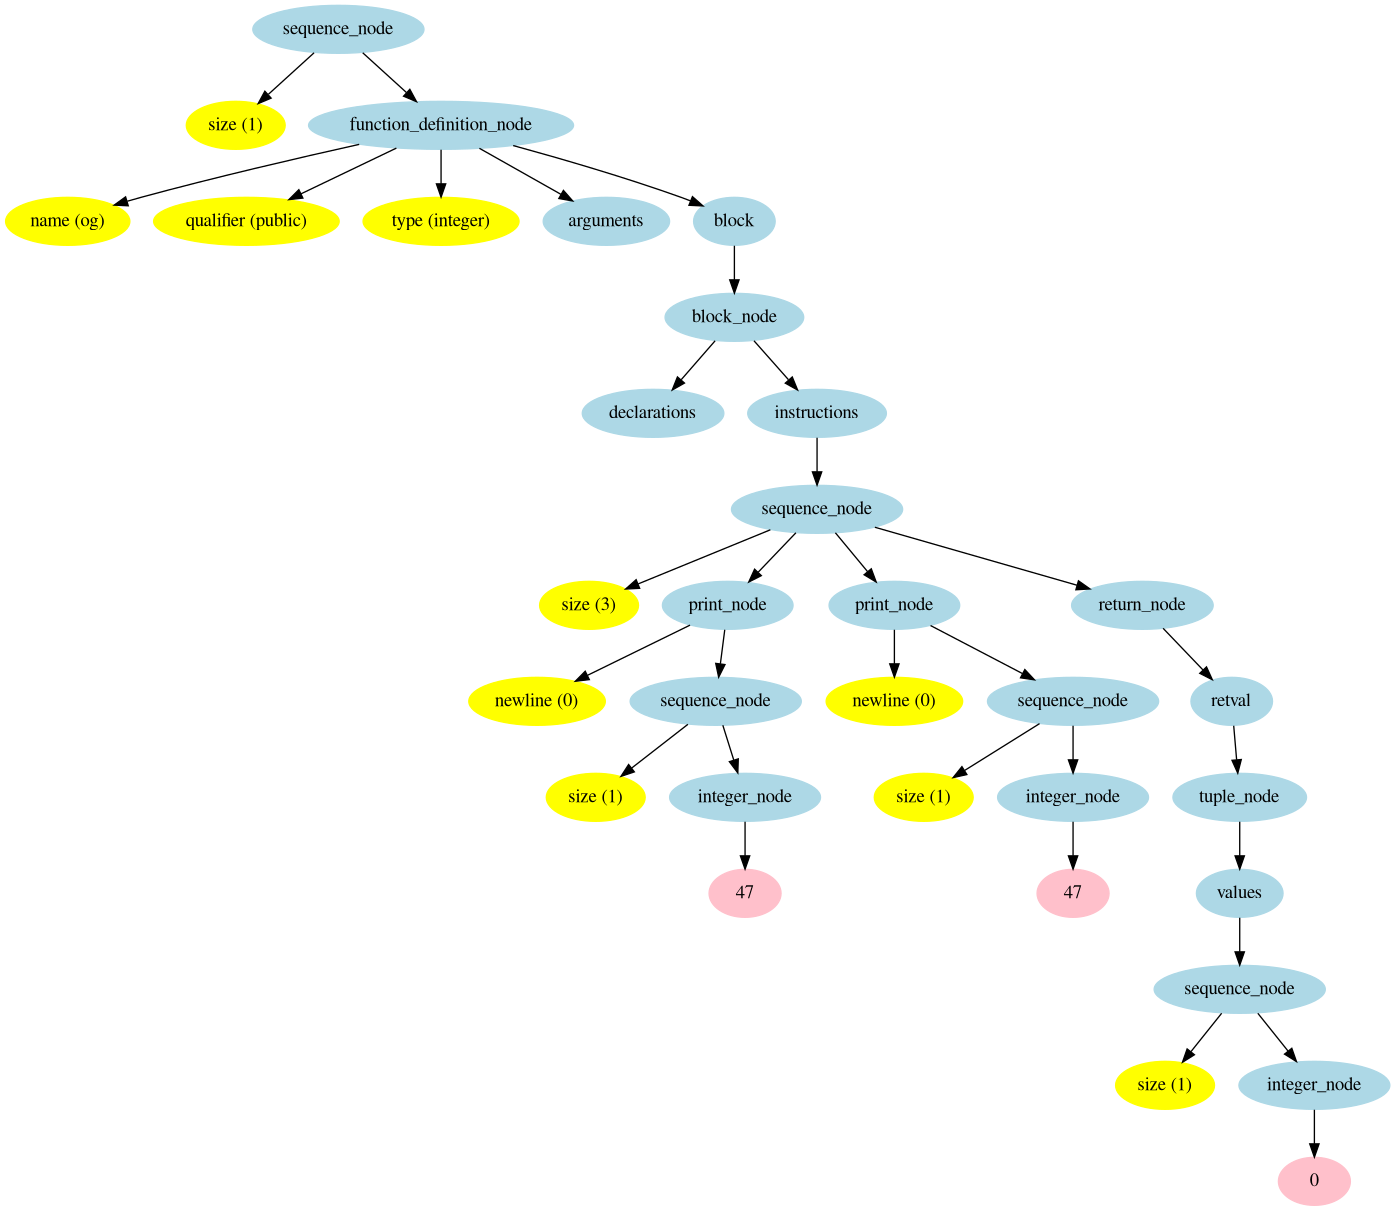 sequence_node
size (1)
function_definition_node
name (og)
qualifier (public)
type (integer)
arguments
block
block_node
declarations
instructions
sequence_node
size (3)
print_node
print_node
return_node
newline (0)
sequence_node
newline (0)
sequence_node
retval
size (1)
integer_node
size (1)
integer_node
tuple_node
47
47
values
sequence_node
size (1)
integer_node
0